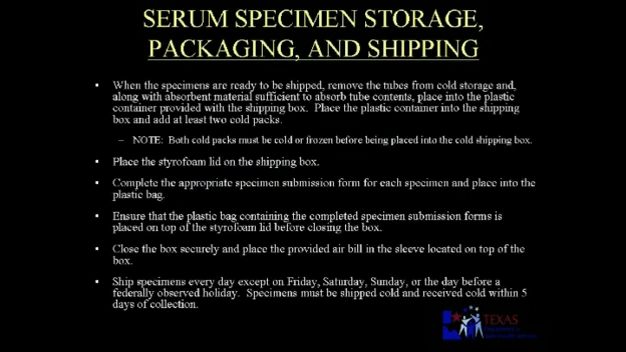 SERUM SPECIMEN STORAGE,
PACKAGING, AND SHIPPING
• When the specimens are ready to be shipped, remove the tubes from cold storage and,
along with absorbent material sufficient to absorb tube contents, place into the plastic
container provided with the shipping box. Place the plastic container into the shipping
box and add at least two cold packs.
– NOTE: Both cold packs must be cold or frozen before being placed into the cold shipping box.
• Place the styrofoam lid on the shipping box.
• Complete the appropriate specimen submission form for each specimen and place into the
plastic bag.
• Ensure that the plastic bag containing the completed specimen submission forms is
placed on top of the styrofoam lid before closing the box.
• Close the box securely and place the provided air bill in the sleeve located on top of the
box.
• Ship specimens every day except on Friday, Saturday, Sunday, or the day before a
federally observed holiday. Specimens must be shipped cold and received cold within 5
days of collection.
TEXAS